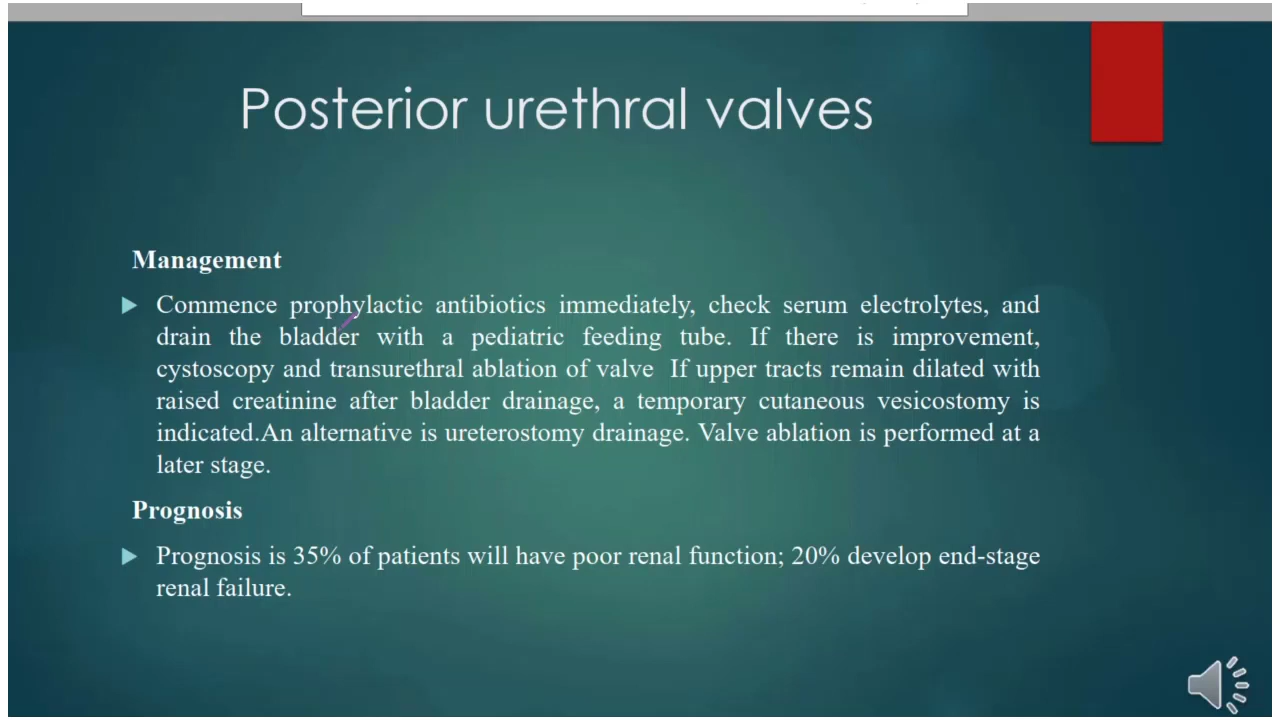 Posterior urethral valves
Management
Commence prophylactic antibiotics immediately, check serum electrolytes, and
drain the bladder with a pediatric feeding tube. If there is improvement,
cystoscopy and transurethral ablation of valve If upper tracts remain dilated with
raised creatinine after bladder drainage, a temporary cutaneous vesicostomy is
indicated.An alternative is ureterostomy drainage. Valve ablation is performed at a
later stage.
Prognosis
Prognosis is 35% of patients will have poor renal function; 20% develop end-stage
renal failure.